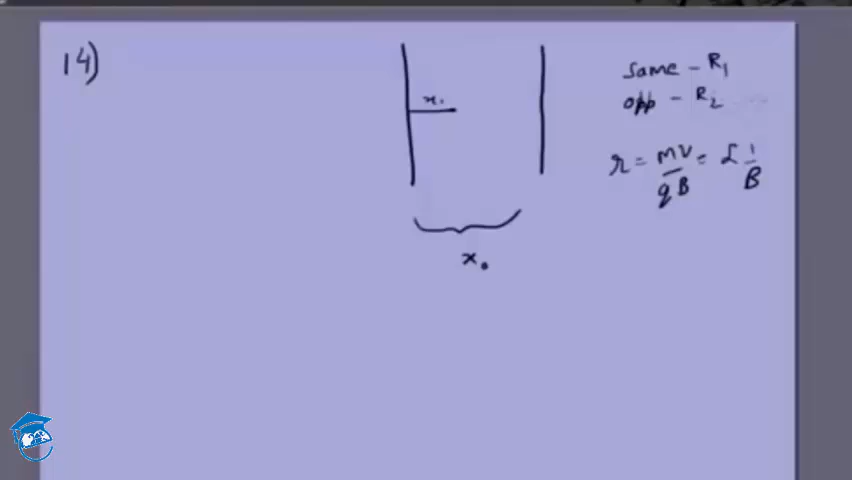 14)
x₁
x₀
same - R₁
opp - R₂
r = mv/qB = ∝ 1/B